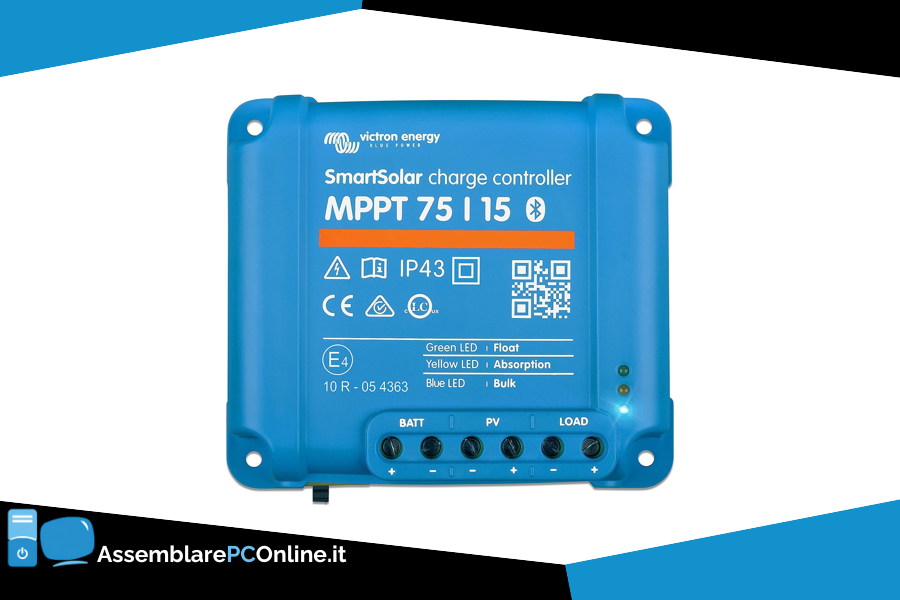 victron energy
BLUE POWER
SmartSolar charge controller
MPPT 75 | 15
IP43
CE
E4
10 R - 05 4363
Green LED | Float
Yellow LED | Absorption
Blue LED | Bulk
BATT PV LOAD
+ − − + − +
AssemblarePCOnline.it